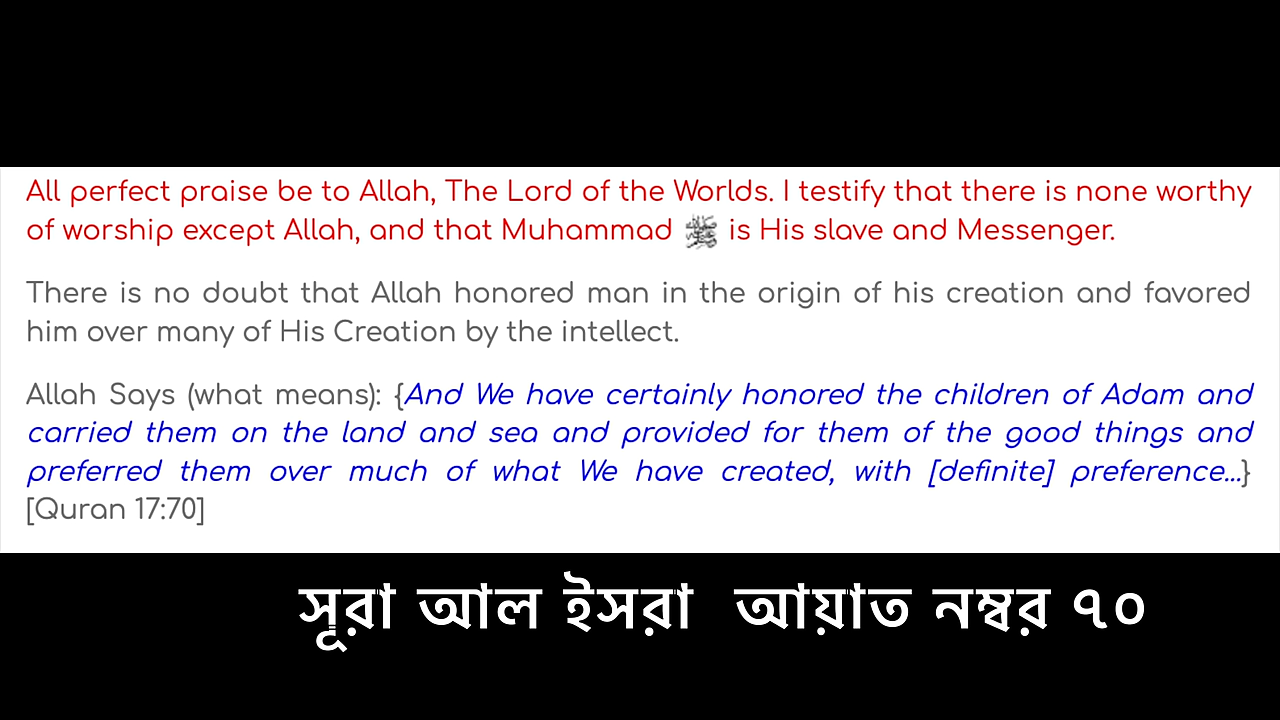 All perfect praise be to Allah, The Lord of the Worlds. I testify that there is none worthy
of worship except Allah, and that Muhammad ﷺ is His slave and Messenger.
There is no doubt that Allah honored man in the origin of his creation and favored
him over many of His Creation by the intellect.
Allah Says (what means): {And We have certainly honored the children of Adam and
carried them on the land and sea and provided for them of the good things and
preferred them over much of what We have created, with [definite] preference...}
[Quran 17:70]
সূরা আল ইসরা আয়াত নম্বর ৭০